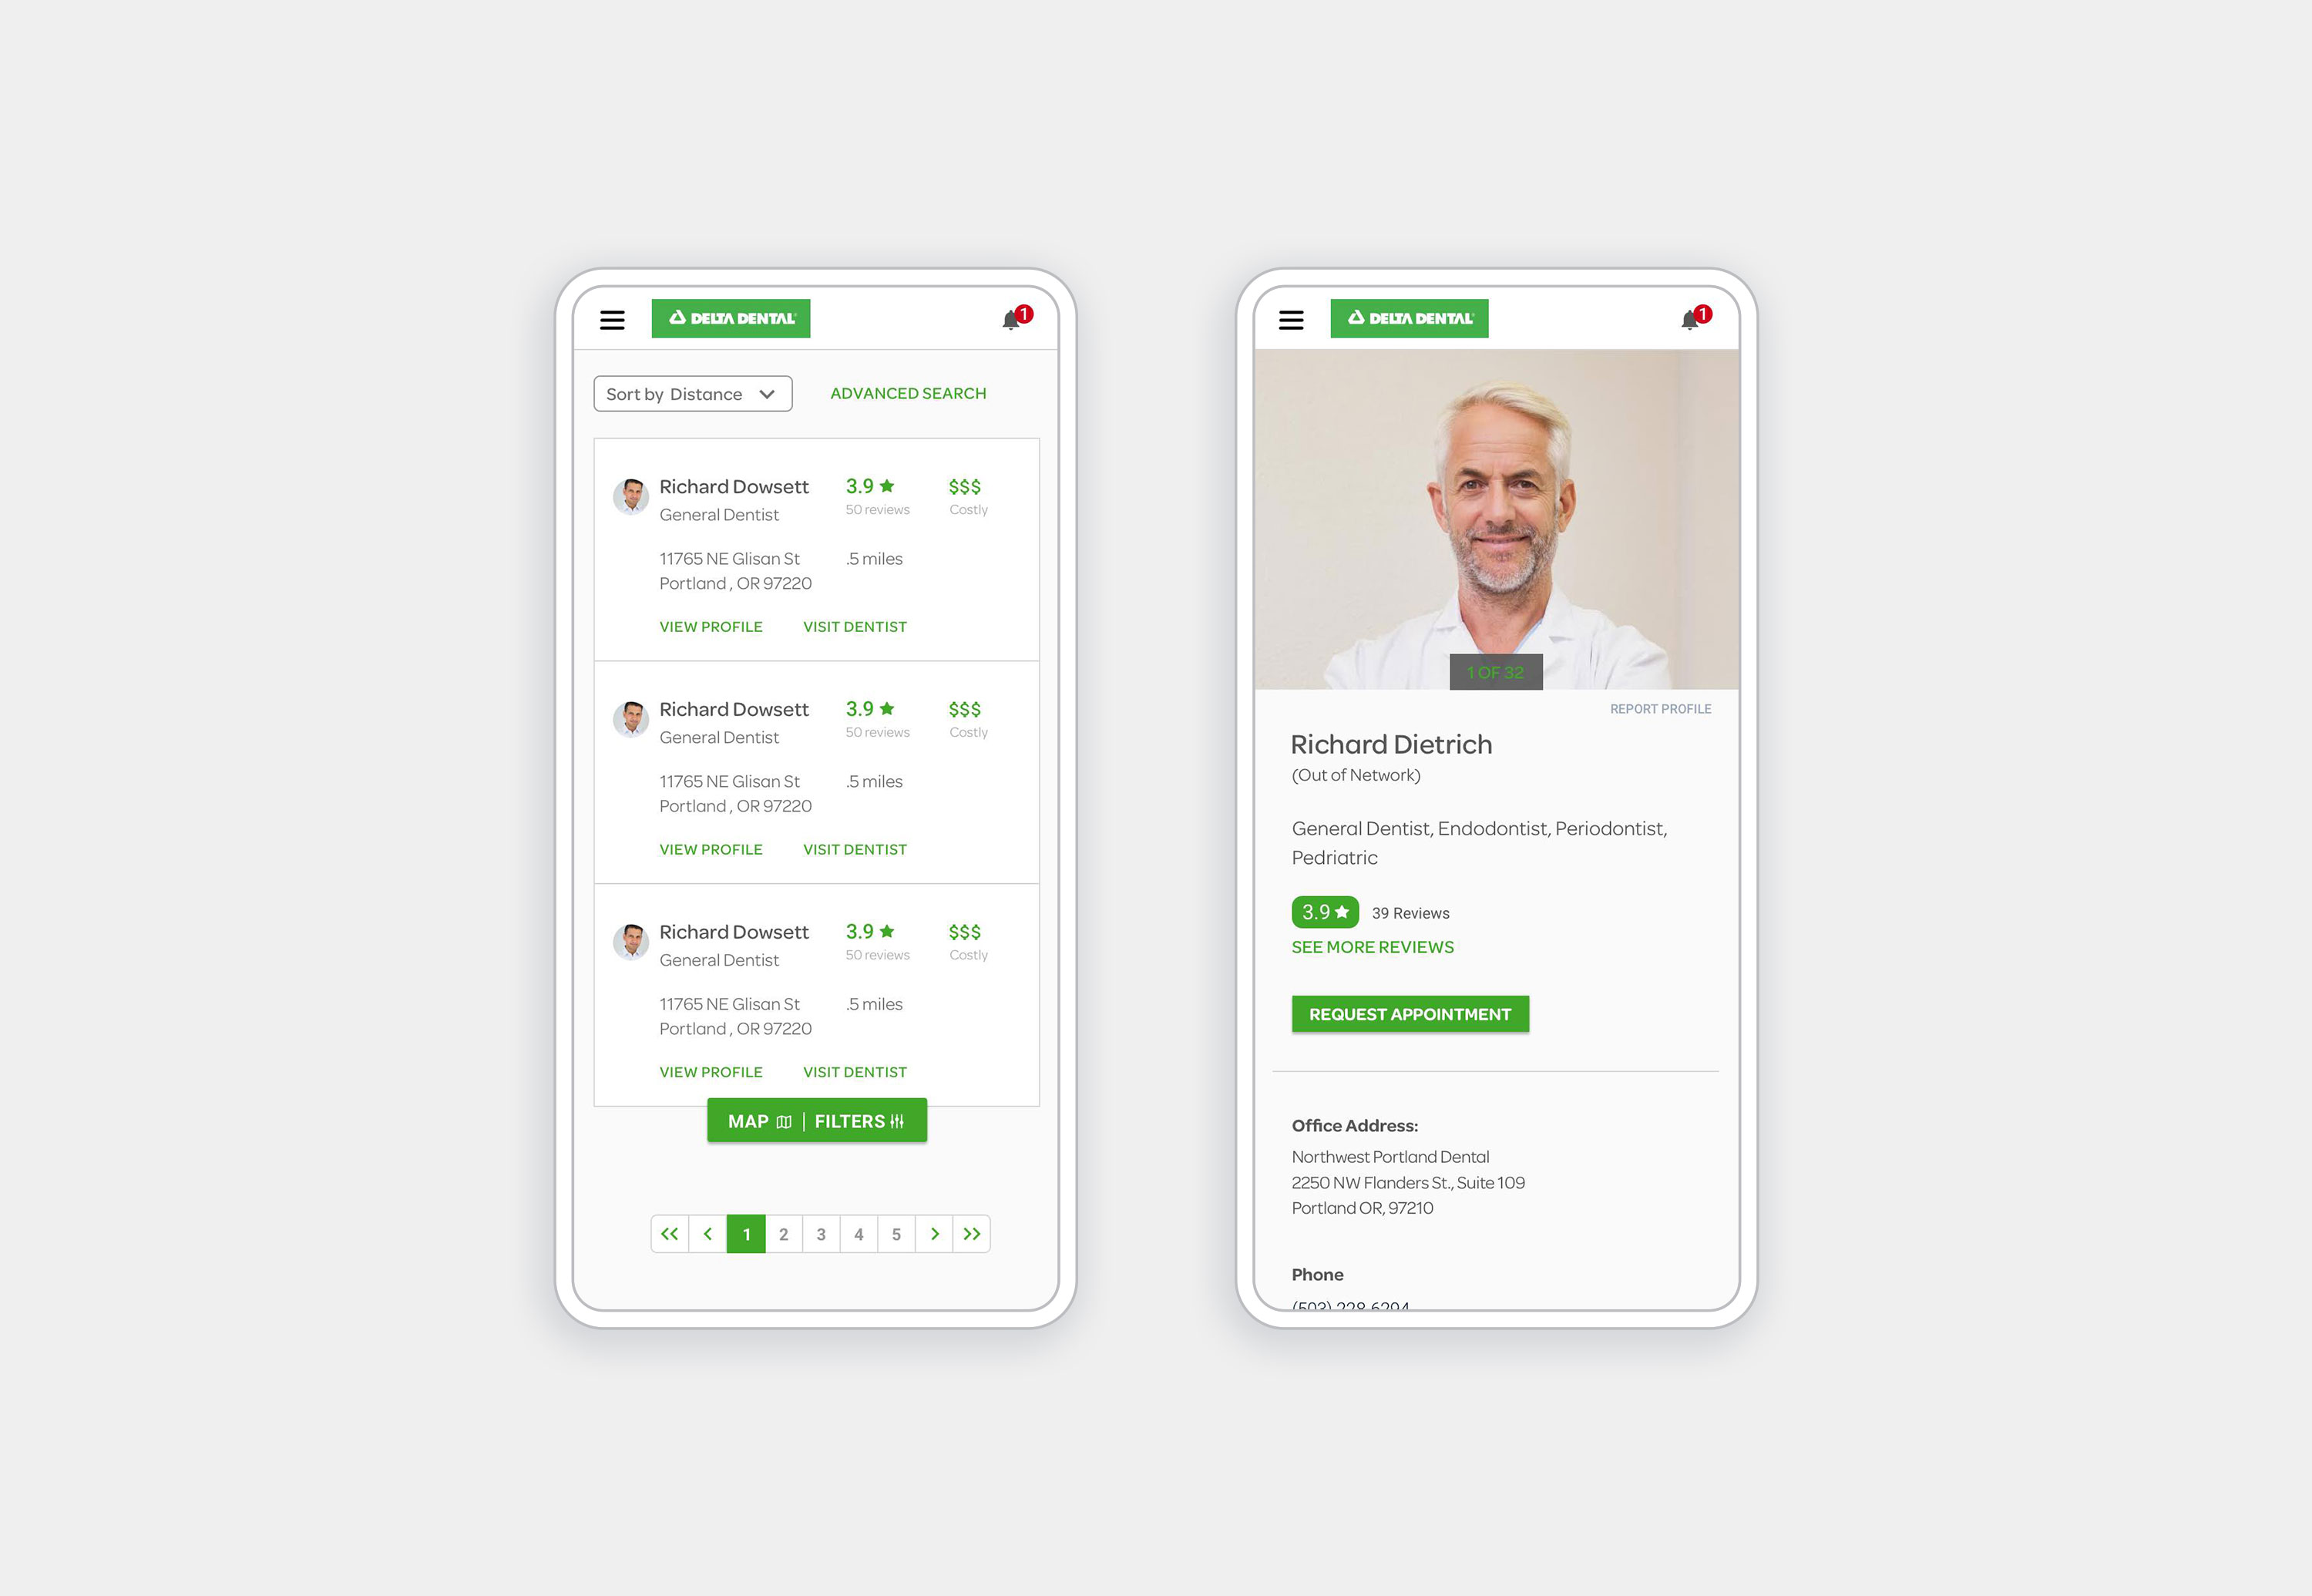 DELTA DENTAL
1
Sort by Distance
ADVANCED SEARCH
Richard Dowsett
General Dentist
3.9
50 reviews
$$$
Costly
11765 NE Glisan St
Portland , OR 97220
.5 miles
VIEW PROFILE
VISIT DENTIST
Richard Dowsett
General Dentist
3.9
50 reviews
$$$
Costly
11765 NE Glisan St
Portland , OR 97220
.5 miles
VIEW PROFILE
VISIT DENTIST
Richard Dowsett
General Dentist
3.9
50 reviews
$$$
Costly
11765 NE Glisan St
Portland , OR 97220
.5 miles
VIEW PROFILE
VISIT DENTIST
MAP | FILTERS
<< < 1 2 3 4 5 > >>
DELTA DENTAL
1
1 OF 32
REPORT PROFILE
Richard Dietrich
(Out of Network)
General Dentist, Endodontist, Periodontist,
Pedriatric
3.9
39 Reviews
SEE MORE REVIEWS
REQUEST APPOINTMENT
Office Address:
Northwest Portland Dental
2250 NW Flanders St., Suite 109
Portland OR, 97210
Phone
(503) 228-6294